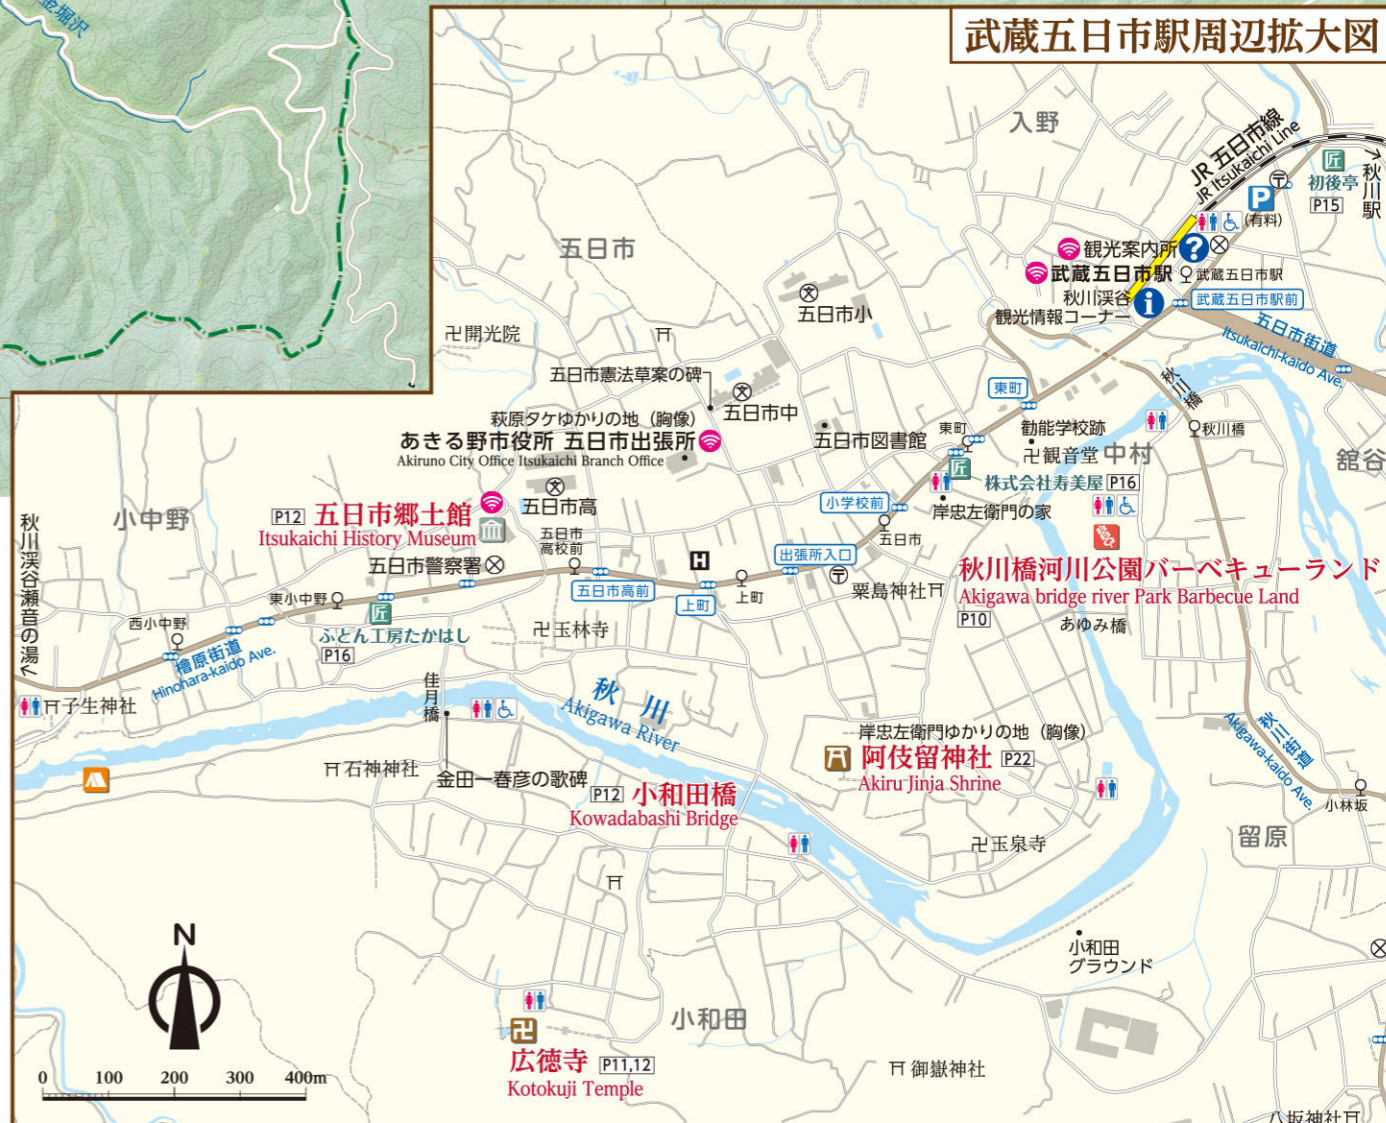 金堀沢
武蔵五日市駅周辺拡大図
入野
JR 五日市線
JR Itsukaichi Line
匠
初後亭
P15
秋川駅
P
(有料)
五日市
観光案内所
?
武蔵五日市駅
武蔵五日市駅
秋川渓谷
観光情報コーナー
i
武蔵五日市駅前
五日市街道
Itsukaichi-kaido Ave.
文
五日市小
卍開光院
五日市憲法草案の碑
文
五日市中
萩原タケゆかりの地（胸像）
あきる野市役所 五日市出張所
Akiruno City Office Itsukaichi Branch Office
五日市図書館
東町
東町
勧能学校跡
卍観音堂
中村
秋川橋
秋川橋
舘谷
匠
株式会社寿美屋 P16
岸忠左衛門の家
小学校前
五日市
文
五日市高
P12 五日市郷土館
Itsukaichi History Museum
小中野
秋川渓谷瀬音の湯
五日市警察署
五日市
高校前
H
出張所入口
五日市高前
上町
上町
粟島神社
秋川橋河川公園バーベキューランド
Akigawa bridge river Park Barbecue Land
P10
あゆみ橋
東小中野
西小中野
匠
ふとん工房たかはし
P16
檜原街道
Hinohara-kaido Ave.
卍玉林寺
子生神社
佳月橋
秋川
Akigawa River
石神神社
金田一春彦の歌碑
P12 小和田橋
Kowadabashi Bridge
岸忠左衛門ゆかりの地（胸像）
阿伎留神社 P22
Akiru Jinja Shrine
秋川街道
Akigawa-kaido Ave.
小林坂
留原
卍玉泉寺
小和田
グラウンド
N
0 100 200 300 400m
小和田
卍
広徳寺 P11,12
Kotokuji Temple
御嶽神社
八坂神社